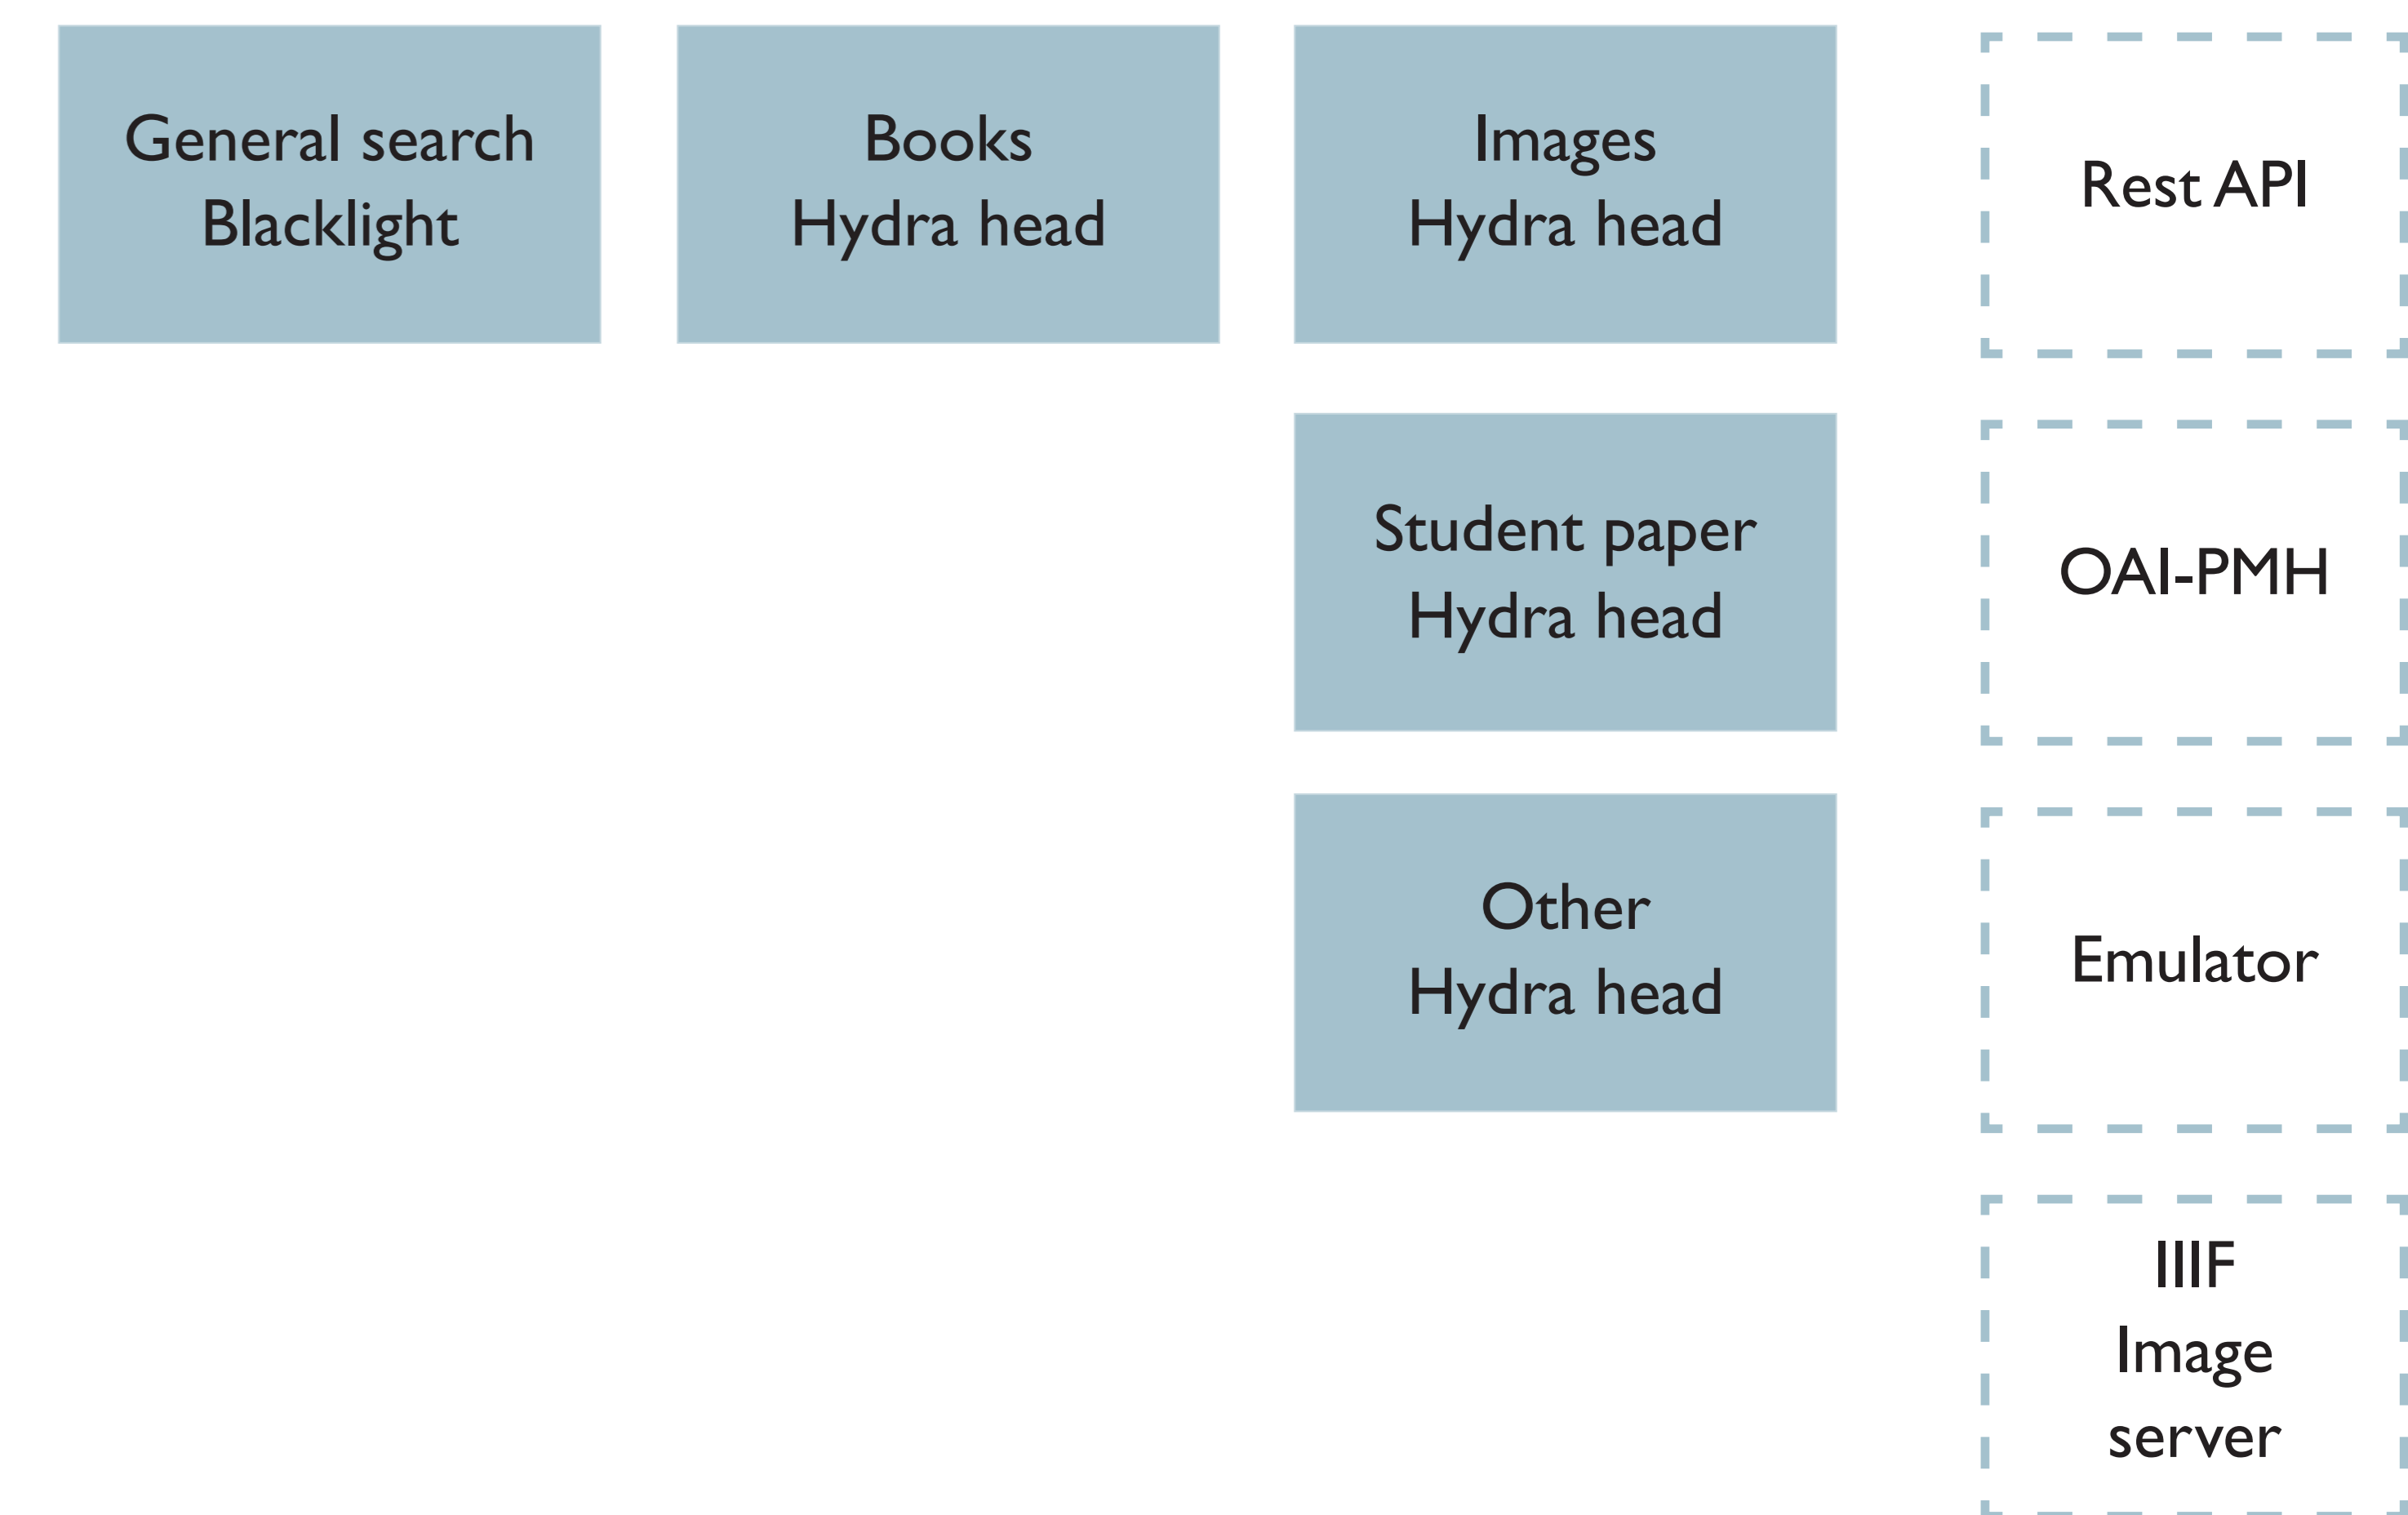 General search
Blacklight
Books
Hydra head
Images
Hydra head
Rest API
Student paper
Hydra head
OAI-PMH
Other
Hydra head
Emulator
IIIF
Image
server